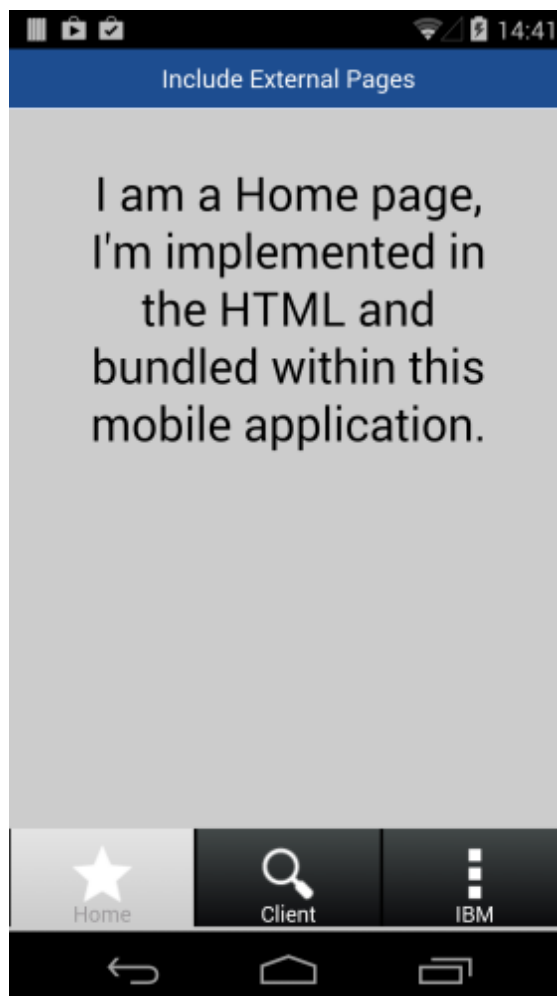 14:41
Include External Pages
I am a Home page,
I'm implemented in
the HTML and
bundled within this
mobile application.
Home
Client
IBM